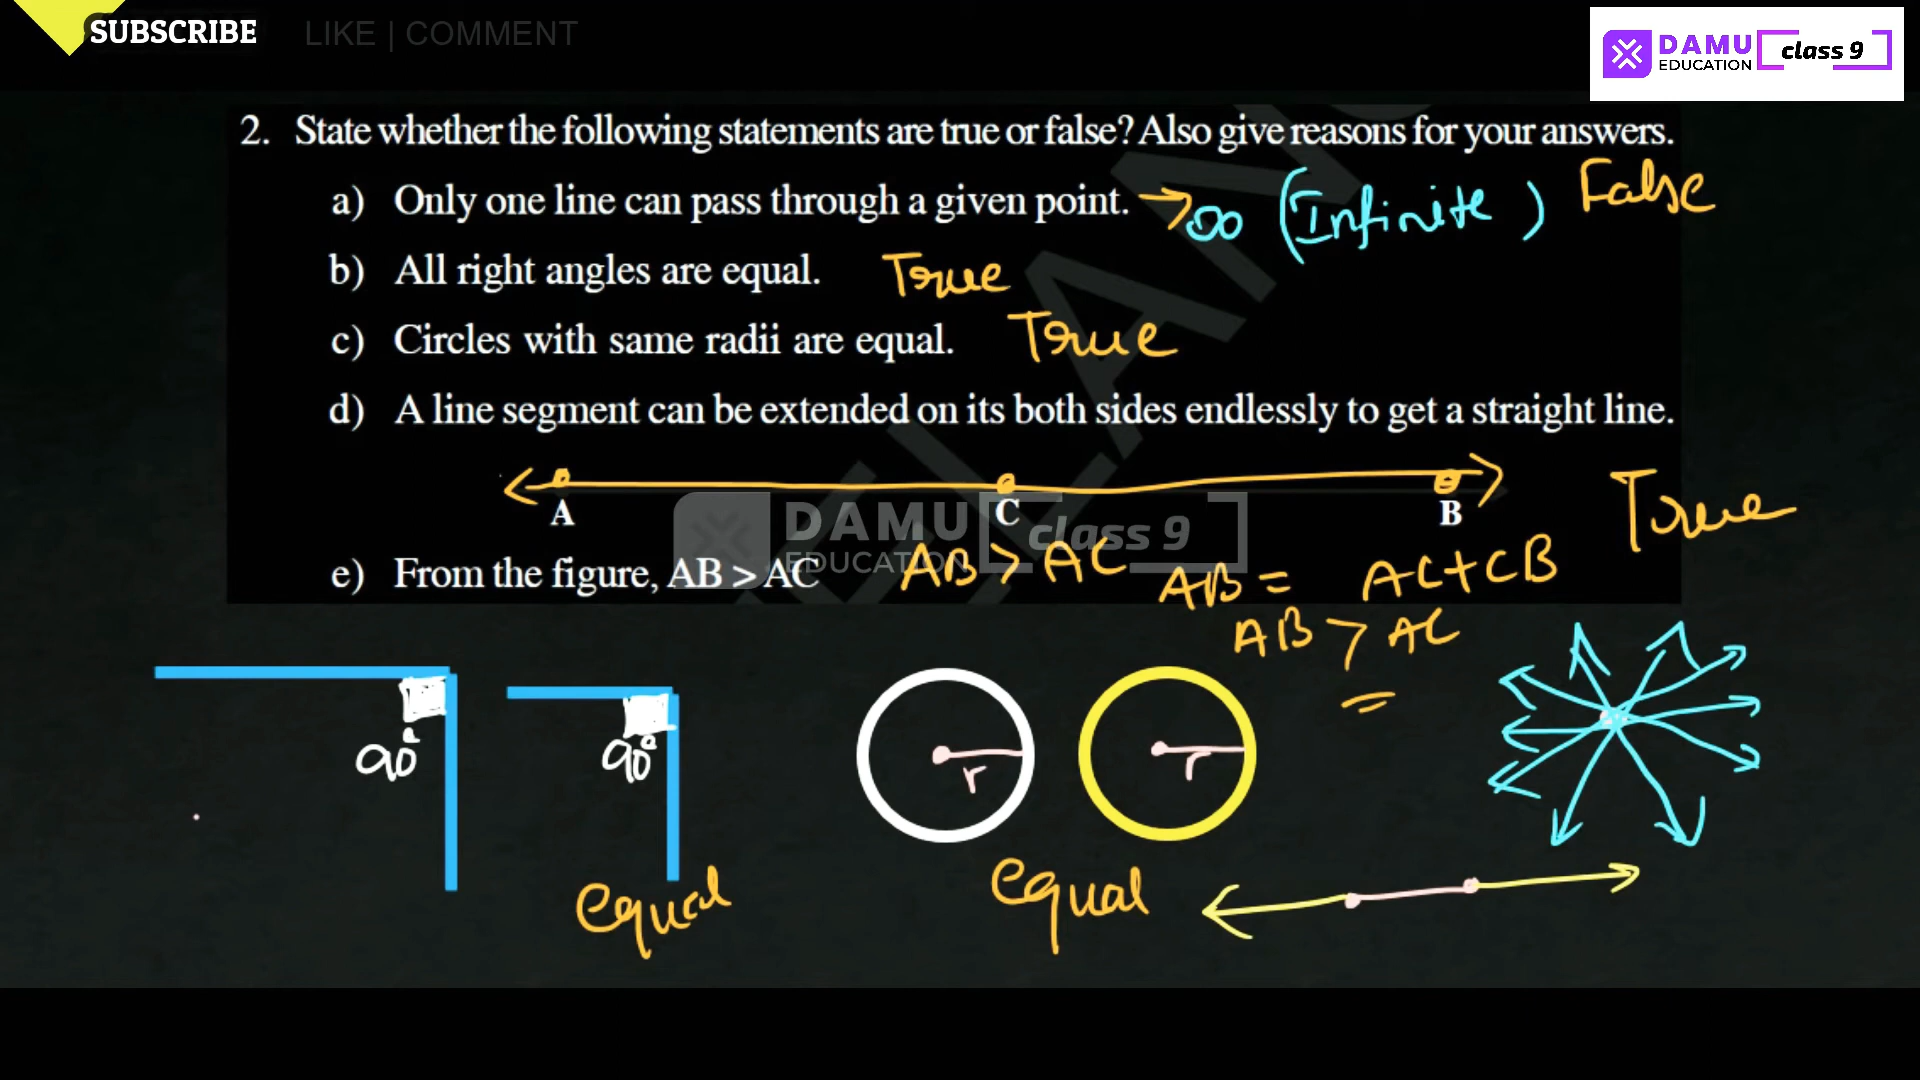 SUBSCRIBE LIKE | COMMENT
DAMU EDUCATION class 9
2. State whether the following statements are true or false? Also give reasons for your answers.
a) Only one line can pass through a given point. → ∞ (Infinite) False
b) All right angles are equal. True
c) Circles with same radii are equal. True
d) A line segment can be extended on its both sides endlessly to get a straight line.
A C B True
DAMU EDUCATION class 9
e) From the figure, AB > AC AB > AC AB = AC+CB
AB > AC
90° 90° r r
equal equal